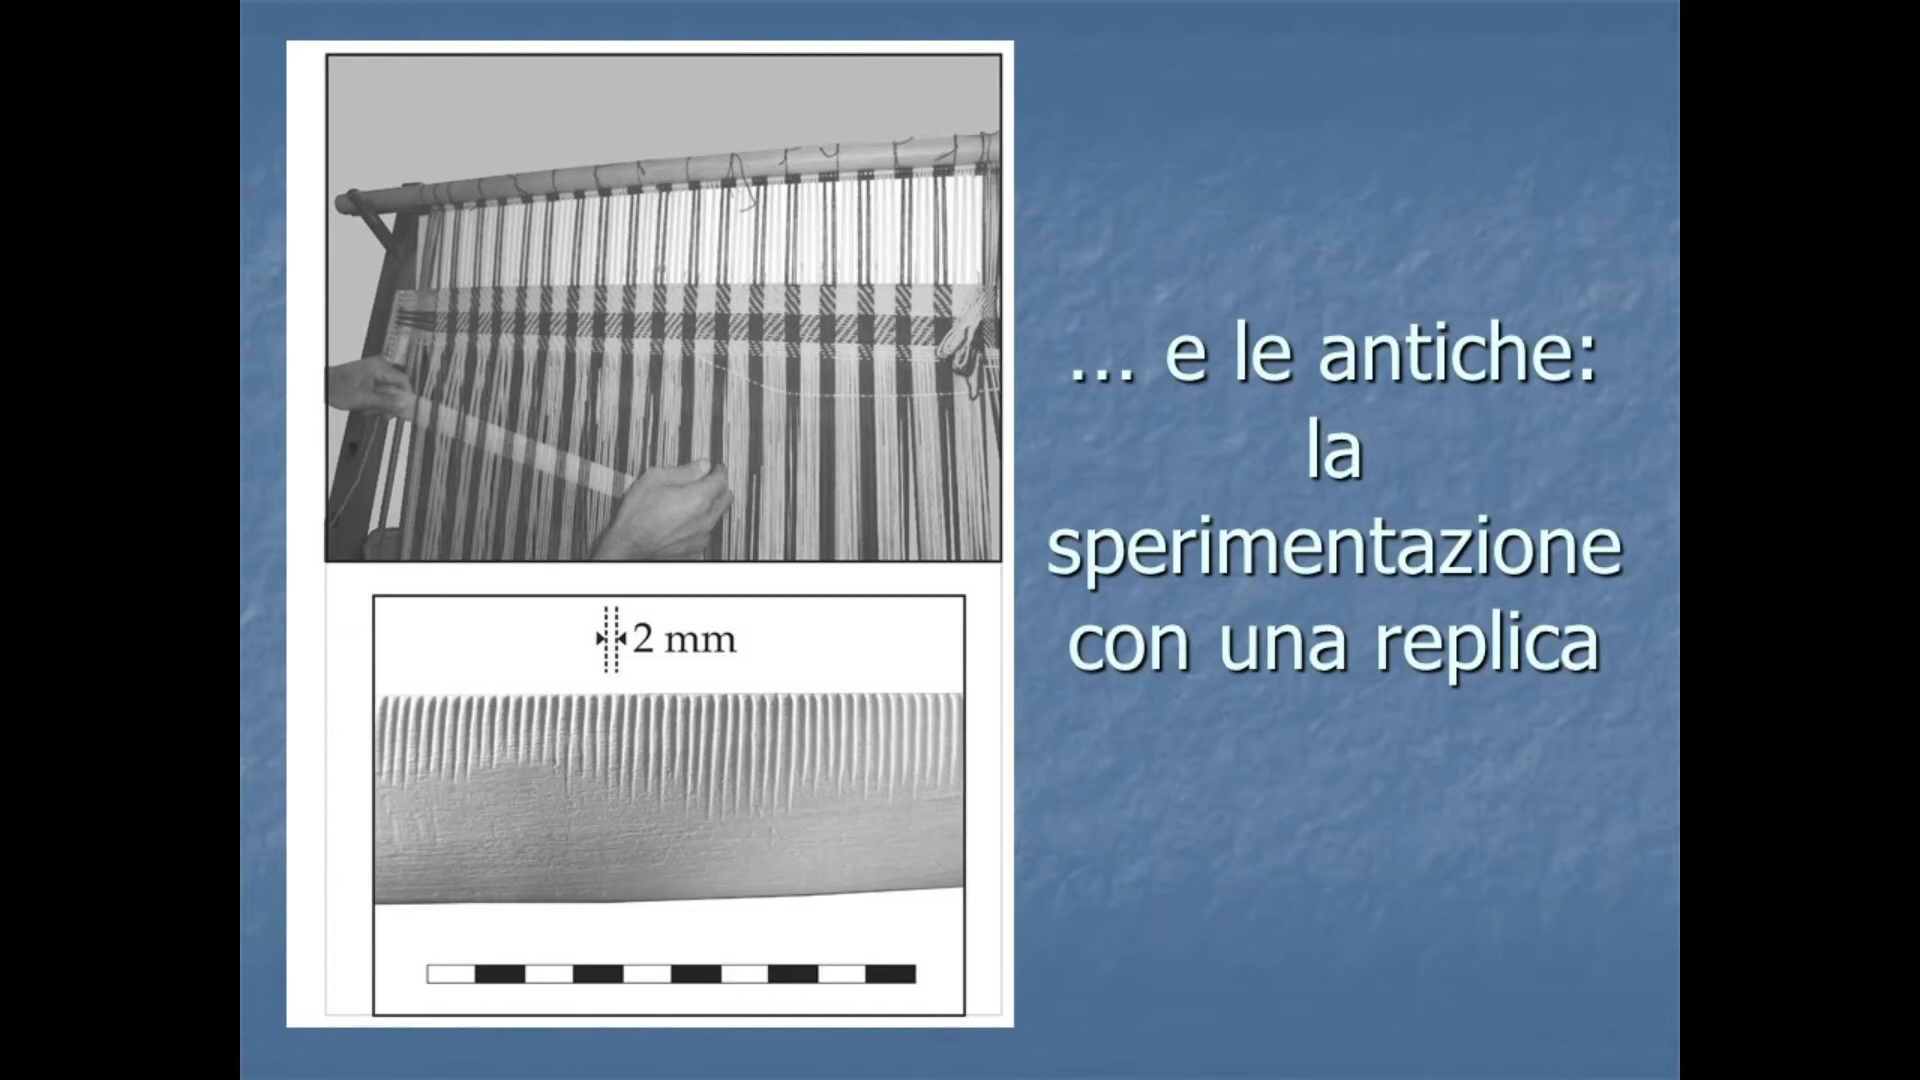 2 mm
... e le antiche:
la
sperimentazione
con una replica